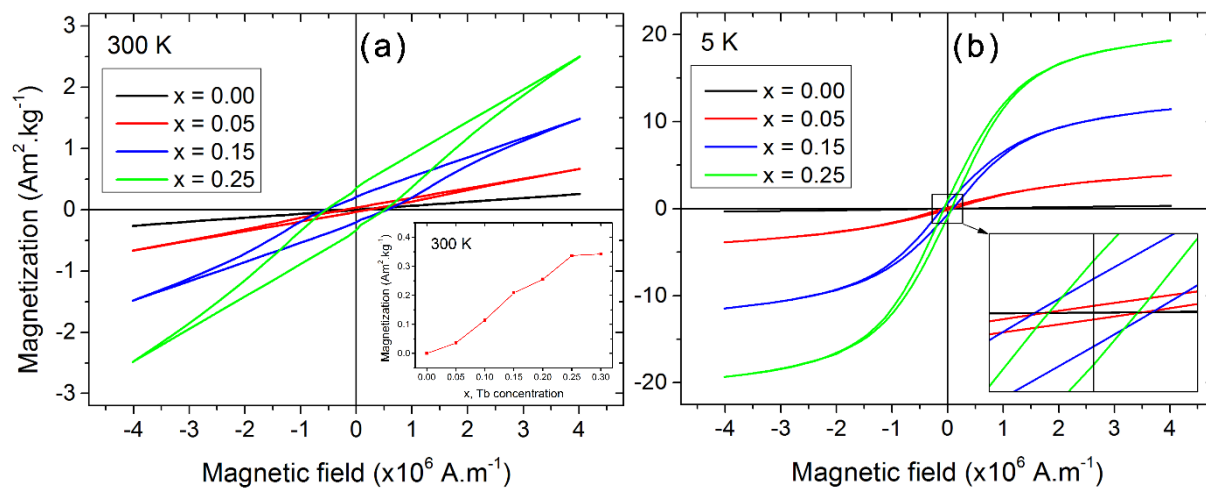 300 K
(a)
x = 0.00
x = 0.05
x = 0.15
x = 0.25
3
2
1
0
-1
-2
-3
Magnetization (Am².kg⁻¹)
-4 -3 -2 -1 0 1 2 3 4
Magnetic field (x10⁶ A.m⁻¹)
300 K
0.4
0.3
0.2
0.1
0.0
Magnetization (Am².kg⁻¹)
0.00 0.05 0.10 0.15 0.20 0.25 0.30
x, Tb concentration
5 K
(b)
x = 0.00
x = 0.05
x = 0.15
x = 0.25
20
10
0
-10
-20
-4 -3 -2 -1 0 1 2 3 4
Magnetic field (x10⁶ A.m⁻¹)